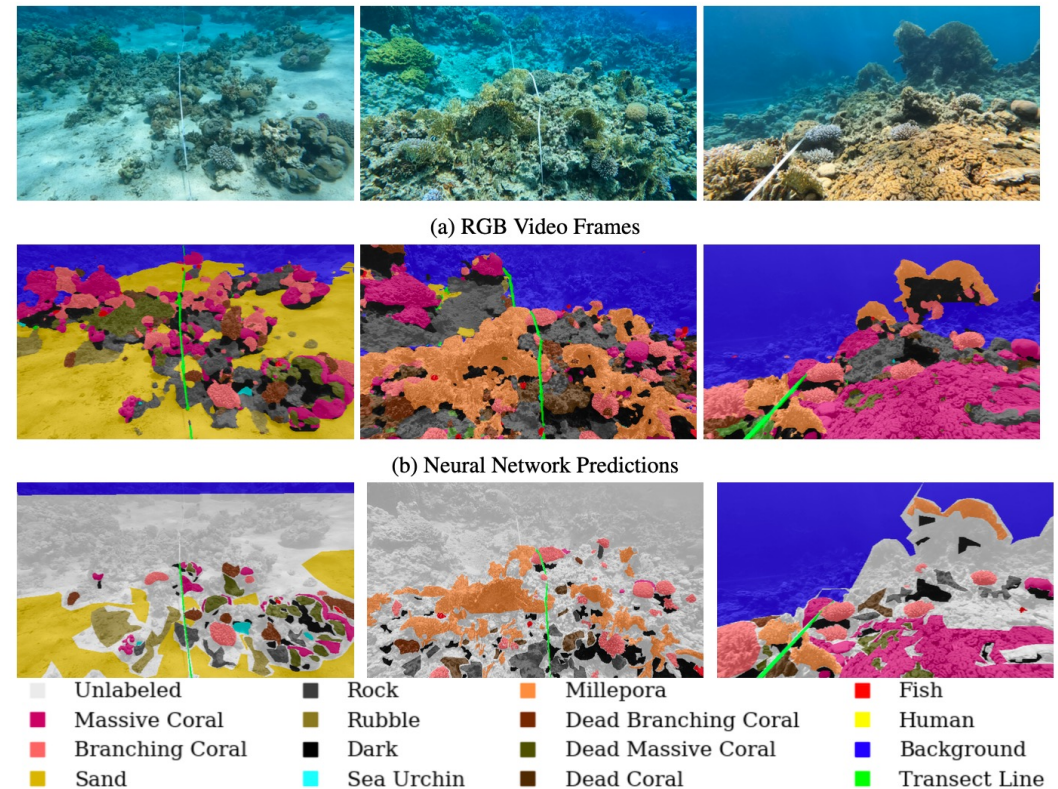 (a) RGB Video Frames
(b) Neural Network Predictions
Unlabeled Rock Millepora Fish
Massive Coral Rubble Dead Branching Coral Human
Branching Coral Dark Dead Massive Coral Background
Sand Sea Urchin Dead Coral Transect Line